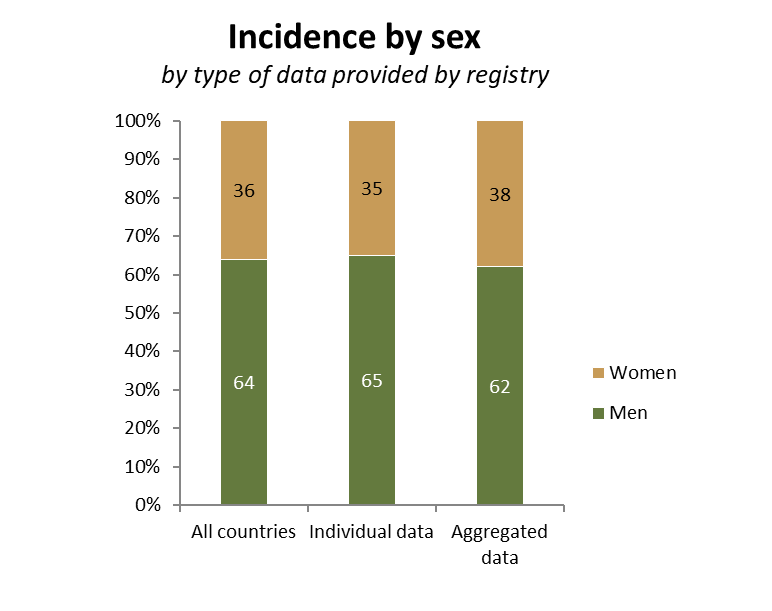 Incidence by sex
by type of data provided by registry
100%
90%
80%
70%
60%
50%
40%
30%
20%
10%
0%
36
35
38
64
65
62
All countries
Individual data
Aggregated
data
Women
Men